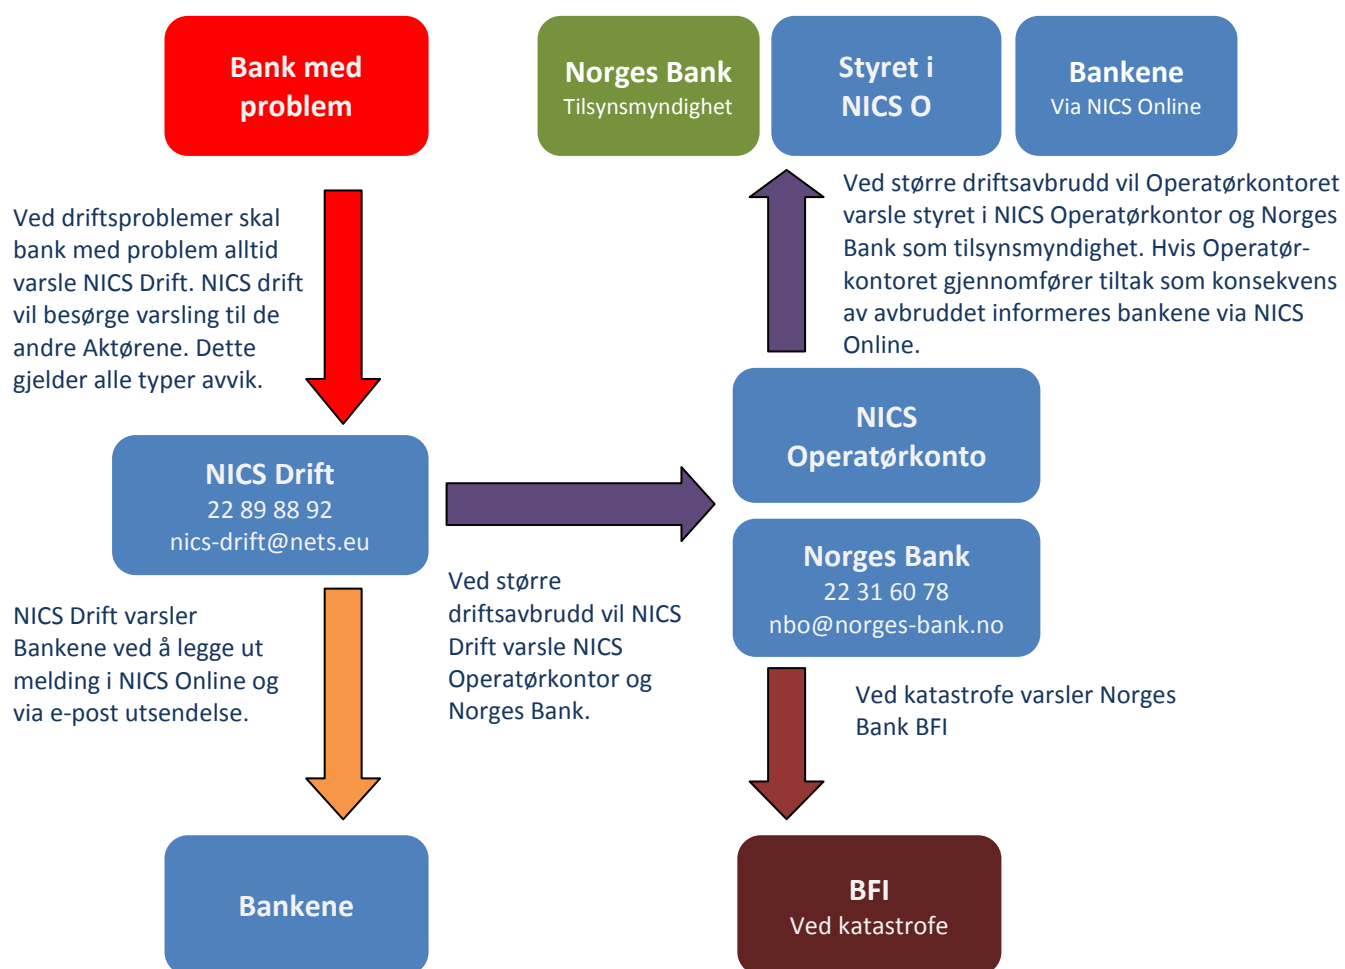 Bank med
problem
Norges Bank
Tilsynsmyndighet
Styret i
NICS O
Bankene
Via NICS Online
Ved driftsproblemer skal
bank med problem alltid
varsle NICS Drift. NICS drift
vil besørge varsling til de
andre Aktørene. Dette
gjelder alle typer avvik.
Ved større driftsavbrudd vil Operatørkontoret
varsle styret i NICS Operatørkontor og Norges
Bank som tilsynsmyndighet. Hvis Operatør-
kontoret gjennomfører tiltak som konsekvens
av avbruddet informeres bankene via NICS
Online.
NICS Drift
22 89 88 92
nics-drift@nets.eu
NICS
Operatørkonto
Norges Bank
22 31 60 78
nbo@norges-bank.no
Ved større
driftsavbrudd vil NICS
Drift varsle NICS
Operatørkontor og
Norges Bank.
NICS Drift varsler
Bankene ved å legge ut
melding i NICS Online og
via e-post utsendelse.
Ved katastrofe varsler Norges
Bank BFI
Bankene
BFI
Ved katastrofe